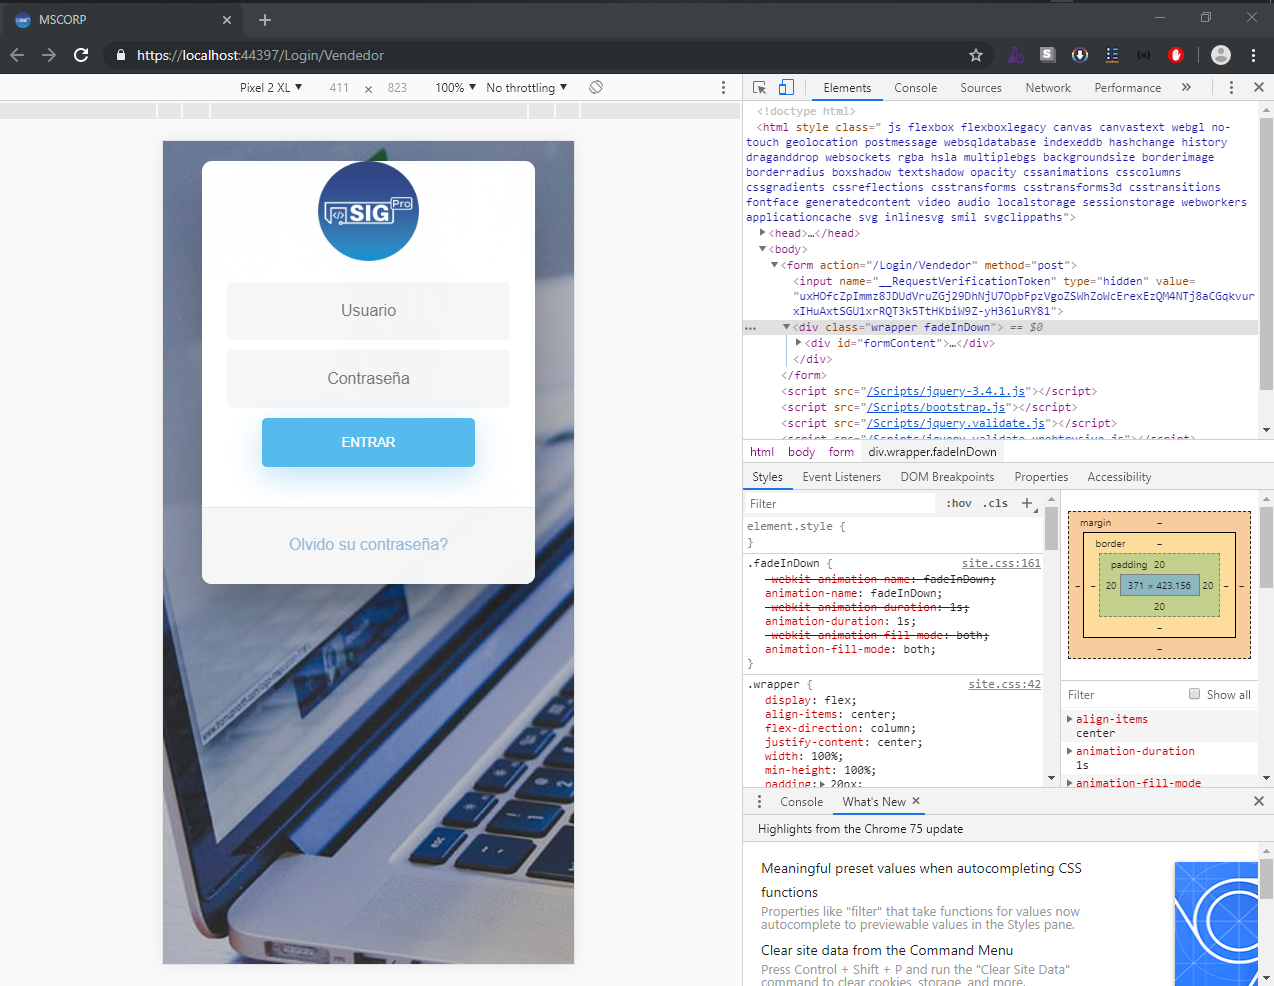 MSCORP
https://localhost:44397/Login/Vendedor
Pixel 2 XL ▼ 411 × 823 100% ▼ No throttling ▼
Elements Console Sources Network Performance »
<!doctype html>
<html style class=" js flexbox flexboxlegacy canvas canvastext webgl no-
touch geolocation postmessage websqldatabase indexeddb hashchange history
draganddrop websockets rgba hsla multiplebgs backgroundsize borderimage
borderradius boxshadow textshadow opacity cssanimations csscolumns
cssgradients cssreflections csstransforms csstransforms3d csstransitions
fontface generatedcontent video audio localstorage sessionstorage webworkers
applicationcache svg inlinesvg smil svgclippaths">
<head>…</head>
<body>
<form action="/Login/Vendedor" method="post">
<input name="__RequestVerificationToken" type="hidden" value=
<div class="wrapper fadeInDown"> == $0
<div id="formContent">…</div>
</div>
</form>
<script src="/Scripts/jquery-3.4.1.js"></script>
<script src="/Scripts/bootstrap.js"></script>
<script src="/Scripts/jquery.validate.js"></script>
<script src="/Scripts/jquery.validate.unobtrusive.js"></script>
html body form div.wrapper.fadeInDown
Styles Event Listeners DOM Breakpoints Properties Accessibility
Filter :hov .cls +
element.style {
}
.fadeInDown { site.css:161
-webkit-animation-name: fadeInDown;
animation-name: fadeInDown;
-webkit-animation-duration: 1s;
animation-duration: 1s;
-webkit-animation-fill-mode: both;
animation-fill-mode: both;
}
.wrapper { site.css:42
display: flex;
align-items: center;
flex-direction: column;
justify-content: center;
width: 100%;
min-height: 100%;
padding: 20px;
margin –
border –
padding 20
– – 20 371 × 423.156 20 – –
20
–
–
Filter Show all
align-items
center
animation-duration
1s
animation-fill-mode
Console What's New
Highlights from the Chrome 75 update
Meaningful preset values when autocompleting CSS
functions
Properties like "filter" that take functions for values now
autocomplete to previewable values in the Styles pane.
Clear site data from the Command Menu
Press Control + Shift + P and run the "Clear Site Data"
command to clear cookies, storage, and more.
</> SIG Pro
Usuario
Contraseña
ENTRAR
Olvido su contraseña?